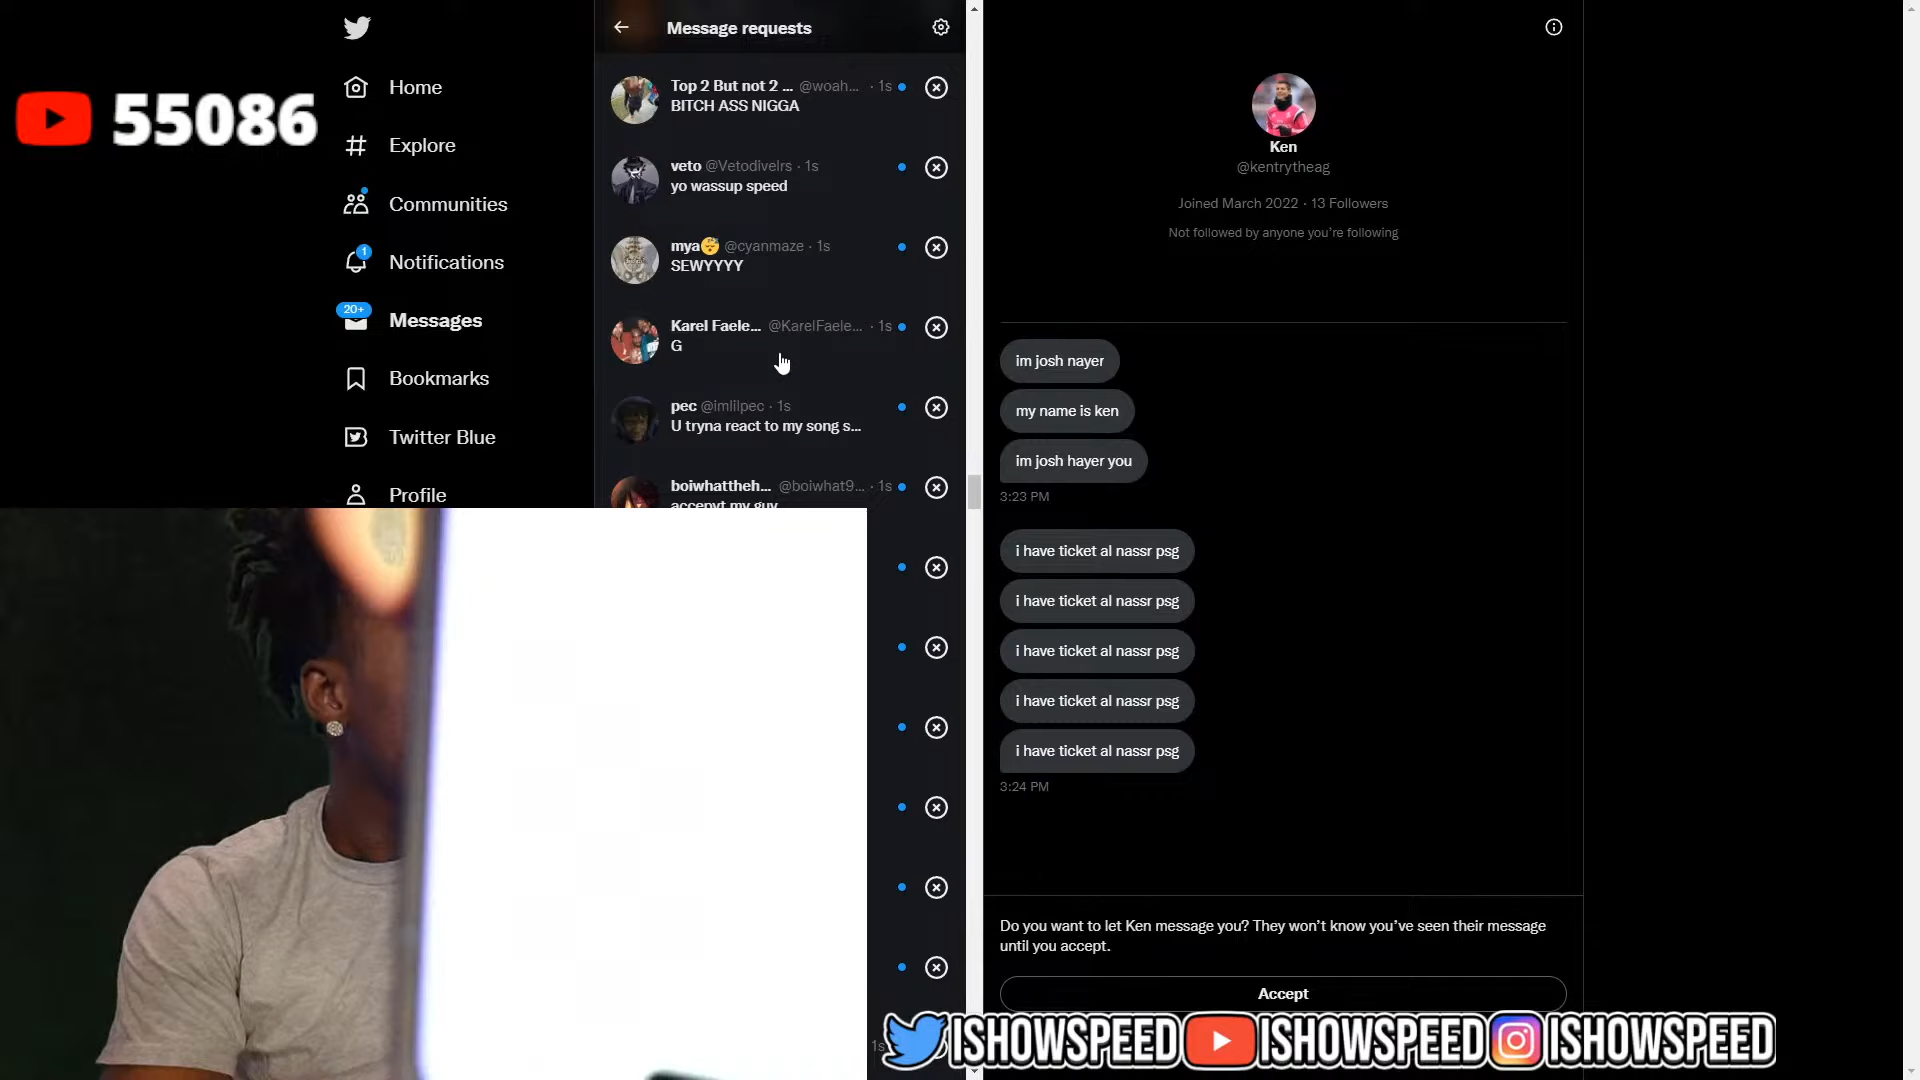 55086
Home
Explore
Communities
1
Notifications
20+
Messages
Bookmarks
Twitter Blue
Profile
Message requests
Top 2 But not 2 ... @woah... · 1s
BITCH ASS NIGGA
veto @Vetodivelrs · 1s
yo wassup speed
mya😴 @cyanmaze · 1s
SEWYYYY
Karel Faele... @KarelFaele... · 1s
G
pec @imlilpec · 1s
U tryna react to my song s...
boiwhattheh... @boiwhat9... · 1s
accepyt my guy
1s
Ken
@kentrytheag
Joined March 2022 · 13 Followers
Not followed by anyone you're following
im josh nayer
my name is ken
im josh hayer you
3:23 PM
i have ticket al nassr psg
i have ticket al nassr psg
i have ticket al nassr psg
i have ticket al nassr psg
i have ticket al nassr psg
3:24 PM
Do you want to let Ken message you? They won't know you've seen their message
until you accept.
Accept
ISHOWSPEED ISHOWSPEED ISHOWSPEED